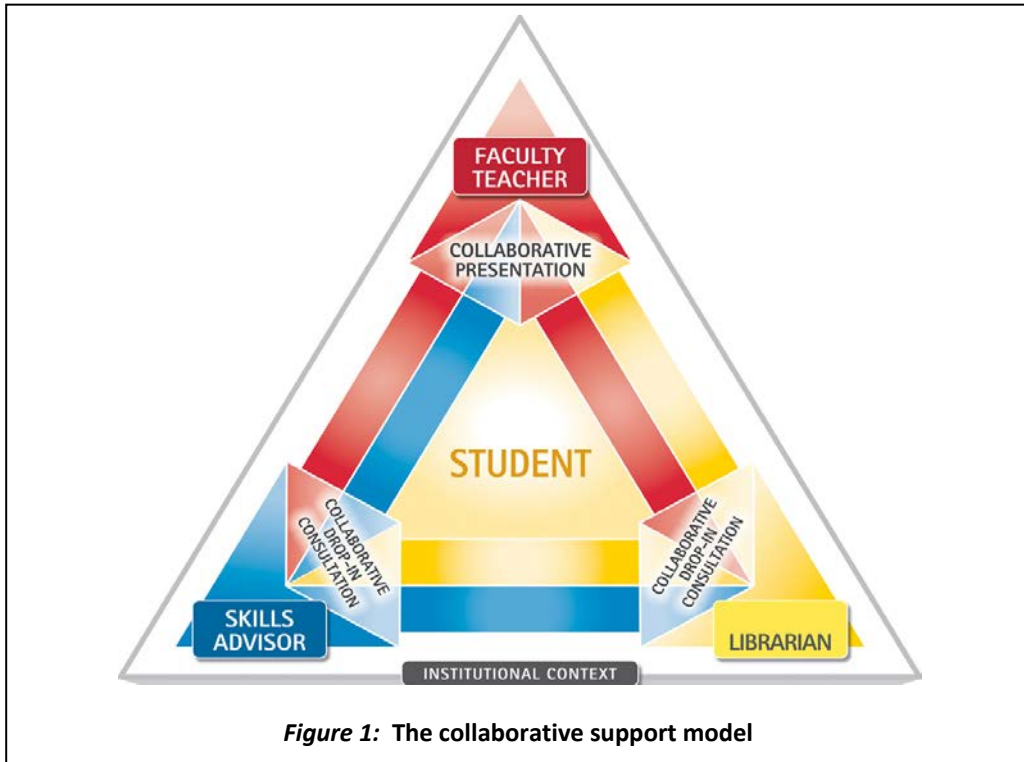 FACULTY
TEACHER
COLLABORATIVE
PRESENTATION
STUDENT
COLLABORATIVE
DROP-IN
CONSULTATION
COLLABORATIVE
DROP-IN
CONSULTATION
SKILLS
ADVISOR
LIBRARIAN
INSTITUTIONAL CONTEXT
Figure 1: The collaborative support model